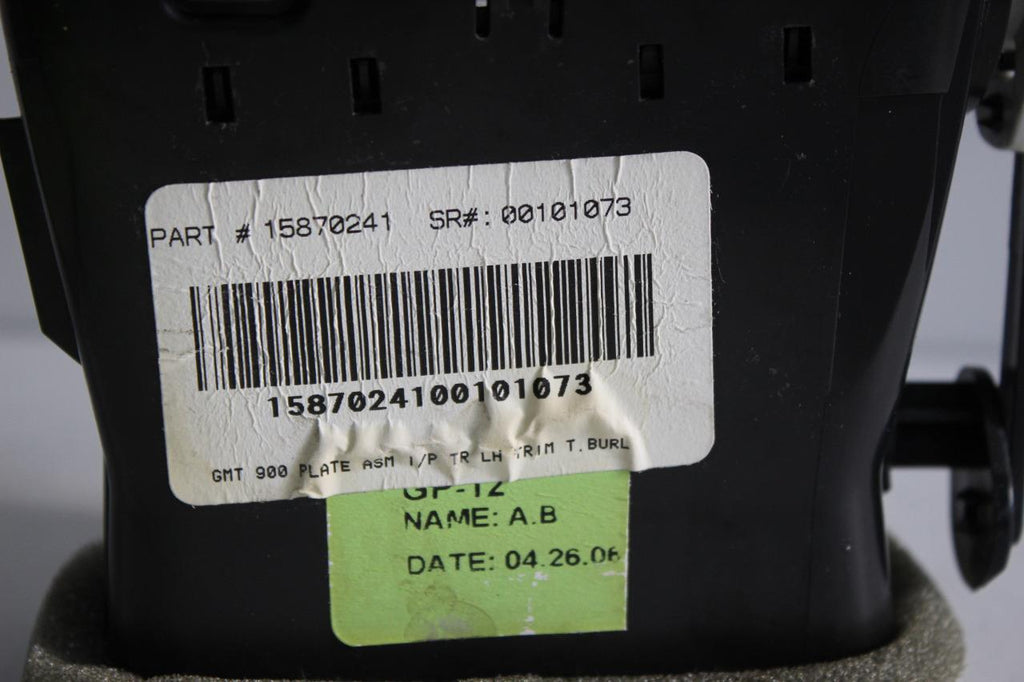 PART # 15870241 SR#: 00101073
1587024100101073
GMT 900 PLATE ASM I/P TR LH TRIM T.BURL
GP-12
NAME: A.B
DATE: 04.26.06